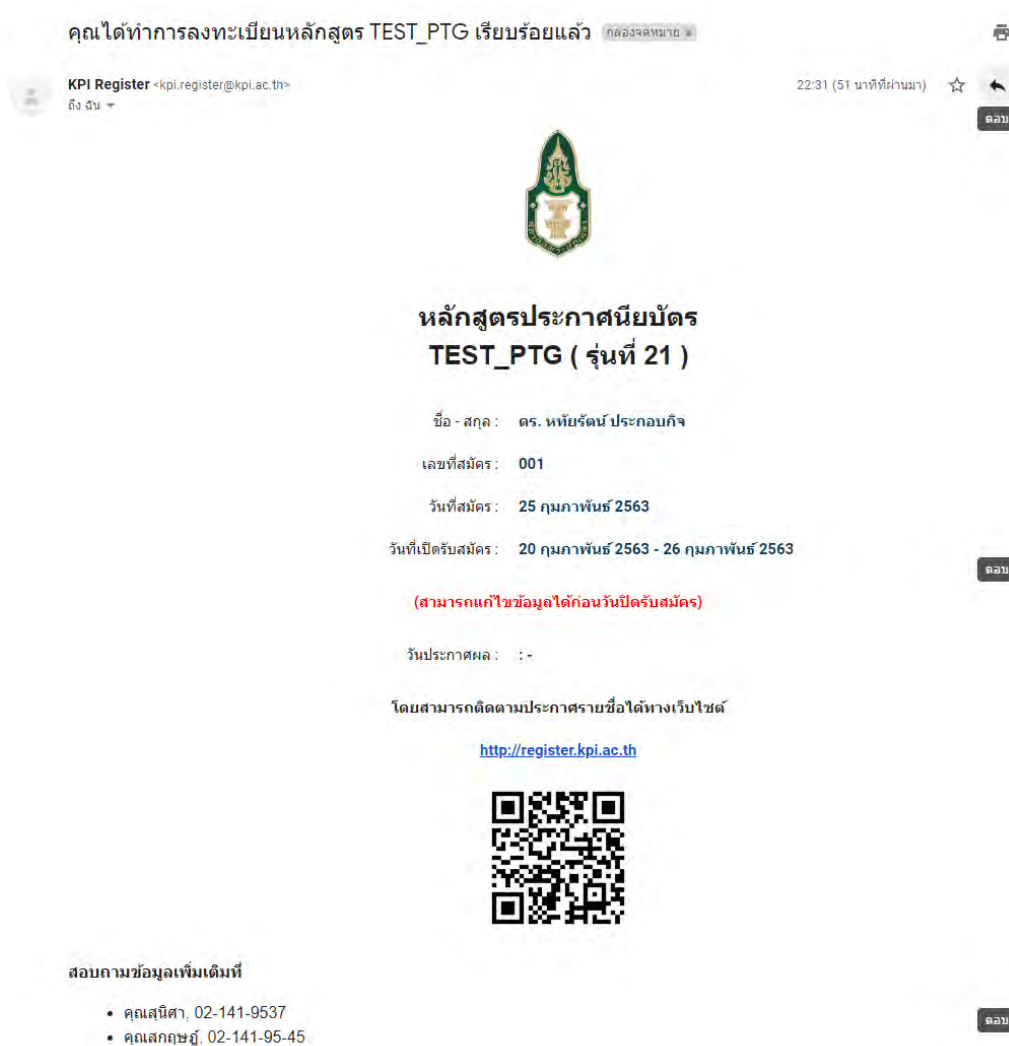 คุณได้ทำการลงทะเบียนหลักสูตร TEST_PTG เรียบร้อยแล้ว กล่องจดหมาย ×
KPI Register <kpi.register@kpi.ac.th> 22:31 (51 นาทีที่ผ่านมา)
ถึง ฉัน
ตอบ
หลักสูตรประกาศนียบัตร
TEST_PTG ( รุ่นที่ 21 )
ชื่อ - สกุล : ดร. หทัยรัตน์ ประกอบกิจ
เลขที่สมัคร : 001
วันที่สมัคร : 25 กุมภาพันธ์ 2563
วันที่เปิดรับสมัคร : 20 กุมภาพันธ์ 2563 - 26 กุมภาพันธ์ 2563
ตอบ
(สามารถแก้ไขข้อมูลได้ก่อนวันปิดรับสมัคร)
วันประกาศผล : : -
โดยสามารถติดตามประกาศรายชื่อได้ทางเว็บไซต์
http://register.kpi.ac.th
สอบถามข้อมูลเพิ่มเติมที่
• คุณสุนิศา, 02-141-9537
ตอบ
• คุณสกฤษฏ์, 02-141-95-45